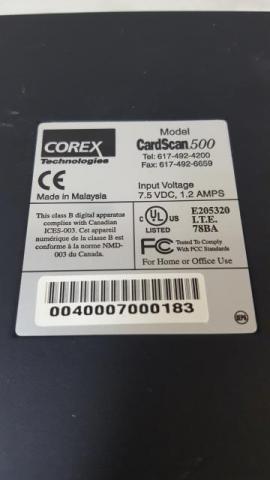 COREX
Technologies
Model
CardScan 500
Tel: 617-492-4200
Fax: 617-492-6659
CE
Made in Malaysia
Input Voltage
7.5 VDC, 1.2 AMPS
This class B digital apparatus
complies with Canadian
ICES-003. Cet appareil
numérique de la classe B est
conforme à la norme NMD-
003 du Canada.
C UL US
LISTED
E205320
I.T.E.
78BA
FC Tested To Comply
With FCC Standards
For Home or Office Use
0040007000183